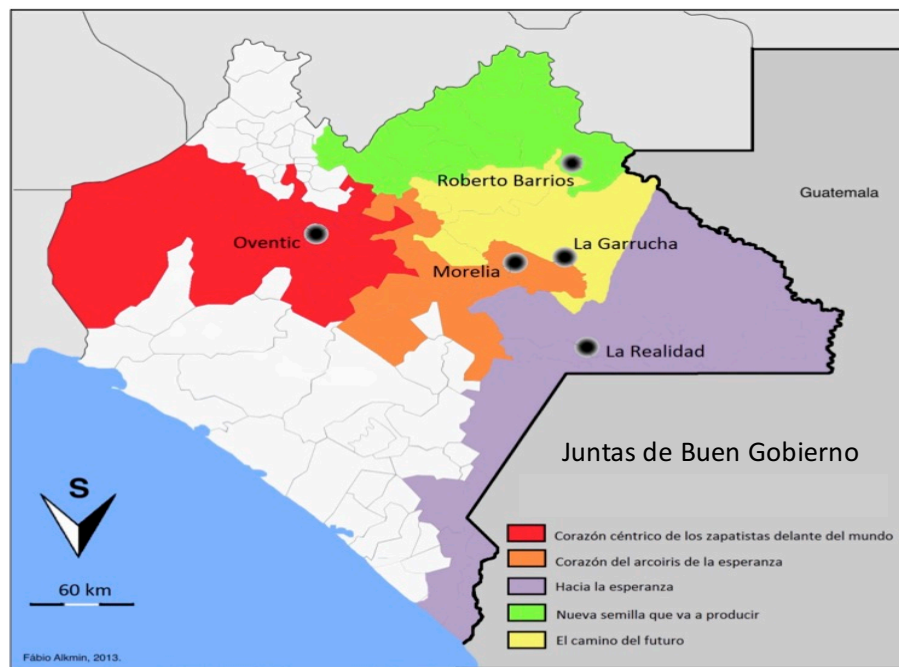 Roberto Barrios
Guatemala
Oventic
La Garrucha
Morelia
La Realidad
Juntas de Buen Gobierno
S
60 km
Corazón céntrico de los zapatistas delante del mundo
Corazón del arcoiris de la esperanza
Hacia la esperanza
Nueva semilla que va a producir
El camino del futuro
Fábio Alkmin, 2013.